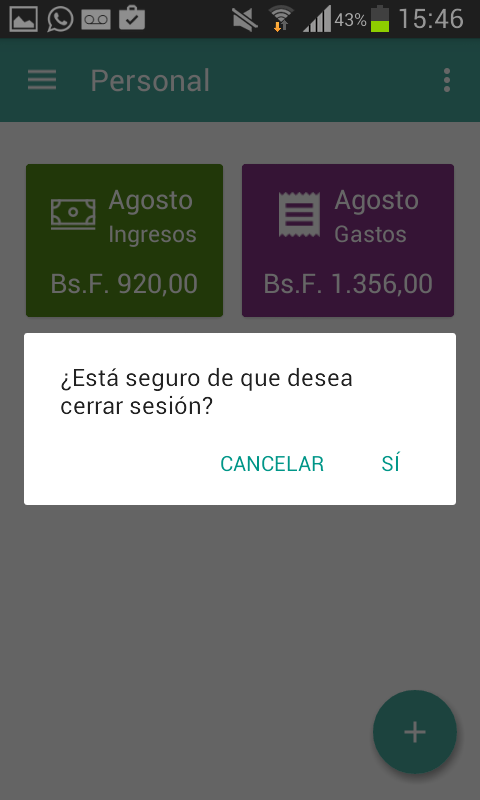 43% 15:46
Personal
Agosto
Ingresos
Bs.F. 920,00
Agosto
Gastos
Bs.F. 1.356,00
¿Está seguro de que desea
cerrar sesión?
CANCELAR SÍ